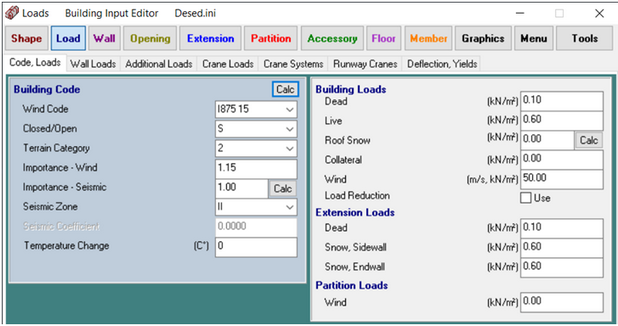 Loads Building Input Editor Desed.ini
Shape Load Wall Opening Extension Partition Accessory Floor Member Graphics Menu Tools
Code, Loads Wall Loads Additional Loads Crane Loads Crane Systems Runway Cranes Deflection, Yields
Building Code Calc
Wind Code I875 15
Closed/Open S
Terrain Category 2
Importance - Wind 1.15
Importance - Seismic 1.00 Calc
Seismic Zone II
Seismic Coefficient 0.0000
Temperature Change (C°) 0
Building Loads
Dead (kN/m²) 0.10
Live (kN/m²) 0.60
Roof Snow (kN/m²) 0.00 Calc
Collateral (kN/m²) 0.00
Wind (m/s, kN/m²) 50.00
Load Reduction Use
Extension Loads
Dead (kN/m²) 0.10
Snow, Sidewall (kN/m²) 0.60
Snow, Endwall (kN/m²) 0.60
Partition Loads
Wind (kN/m²) 0.00